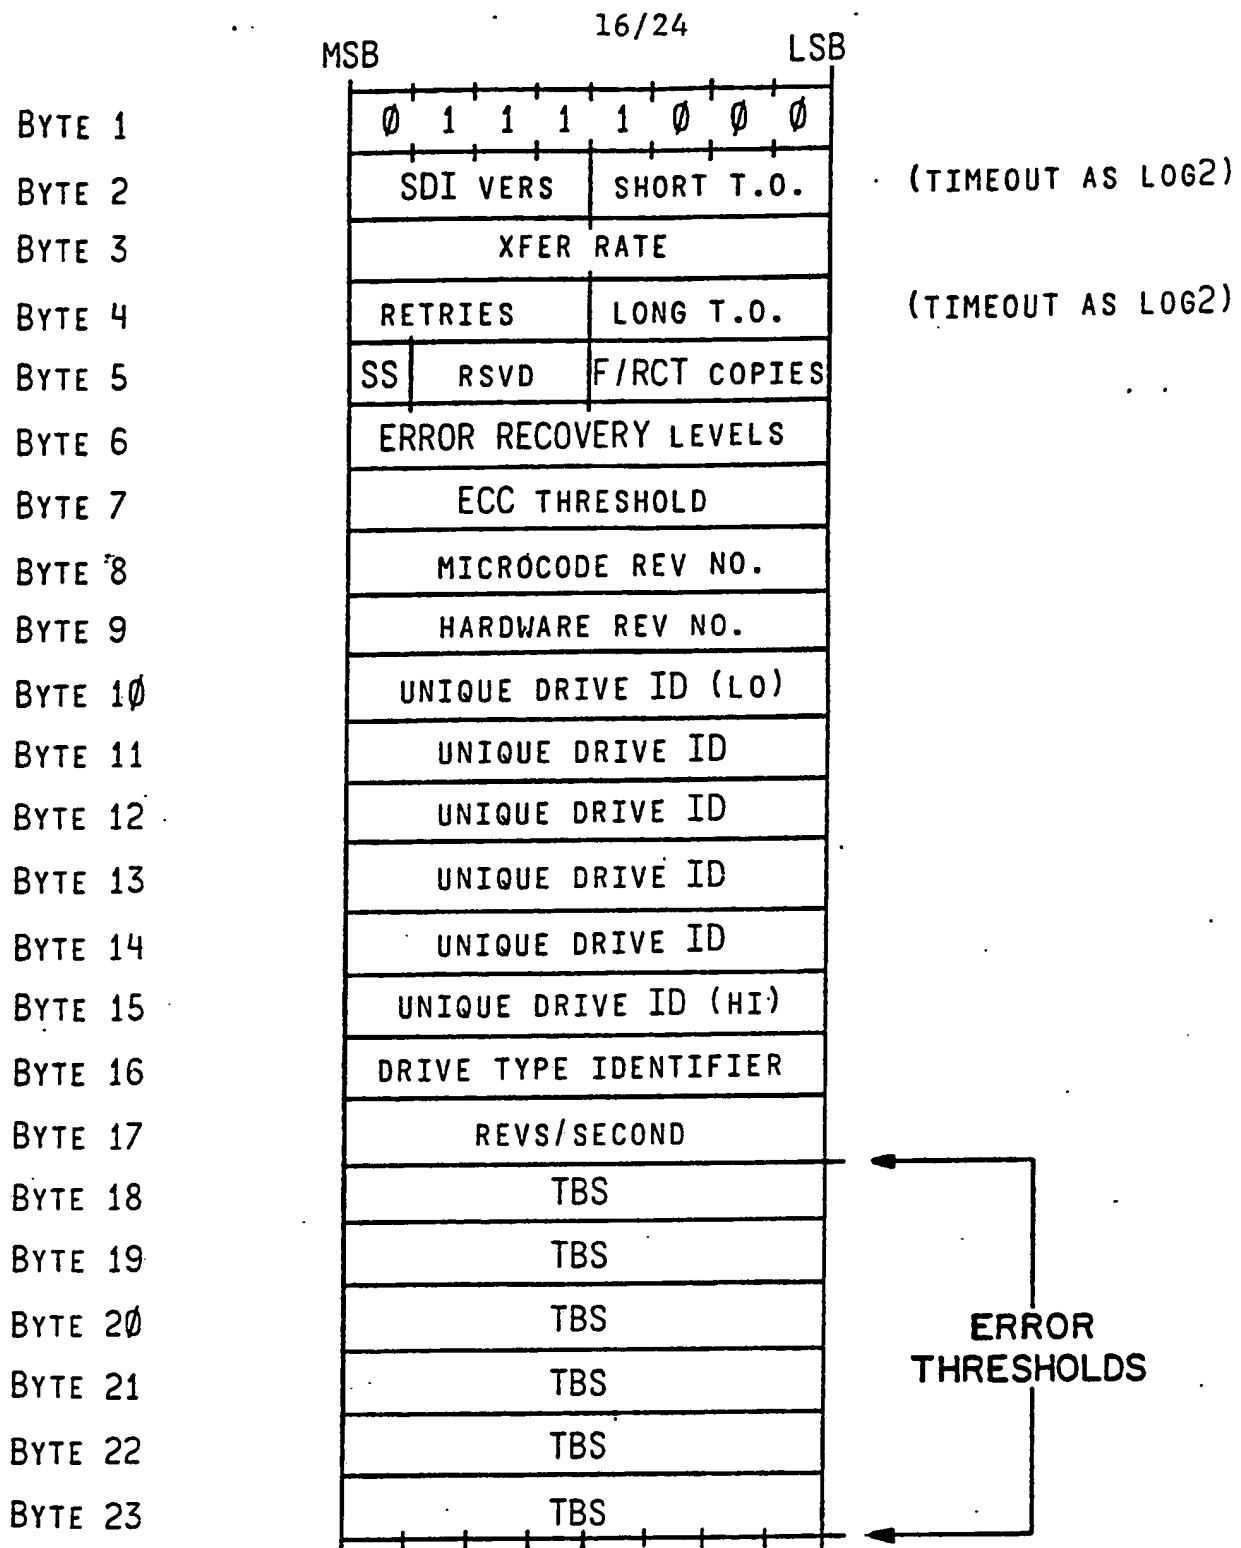 16/24
MSB LSB
BYTE 1 Ø 1 1 1 1 Ø Ø Ø
BYTE 2 SDI VERS SHORT T.O. (TIMEOUT AS LOG2)
BYTE 3 XFER RATE
BYTE 4 RETRIES LONG T.O. (TIMEOUT AS LOG2)
BYTE 5 SS RSVD F/RCT COPIES
BYTE 6 ERROR RECOVERY LEVELS
BYTE 7 ECC THRESHOLD
BYTE 8 MICROCODE REV NO.
BYTE 9 HARDWARE REV NO.
BYTE 1Ø UNIQUE DRIVE ID (LO)
BYTE 11 UNIQUE DRIVE ID
BYTE 12 UNIQUE DRIVE ID
BYTE 13 UNIQUE DRIVE ID
BYTE 14 UNIQUE DRIVE ID
BYTE 15 UNIQUE DRIVE ID (HI)
BYTE 16 DRIVE TYPE IDENTIFIER
BYTE 17 REVS/SECOND
BYTE 18 TBS
BYTE 19 TBS
BYTE 2Ø TBS
BYTE 21 TBS
BYTE 22 TBS
BYTE 23 TBS
ERROR
THRESHOLDS